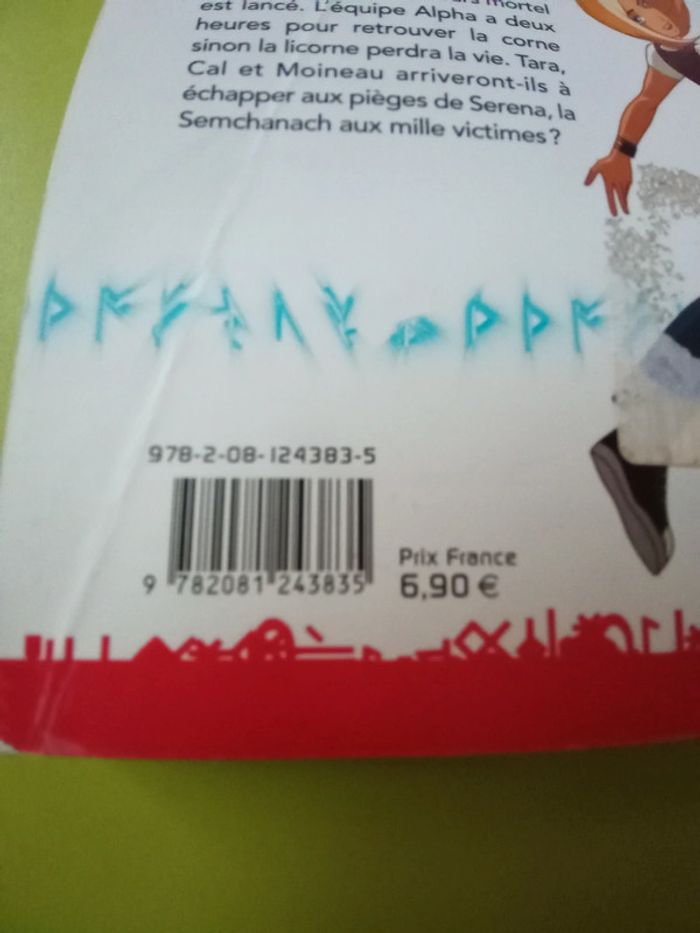 mortel
est lancé. L'équipe Alpha a deux
heures pour retrouver la corne
sinon la licorne perdra la vie. Tara,
Cal et Moineau arriveront-ils à
échapper aux pièges de Serena, la
Semchanach aux mille victimes ?
978-2-08-124383-5
9 782081 243835
Prix France
6,90 €